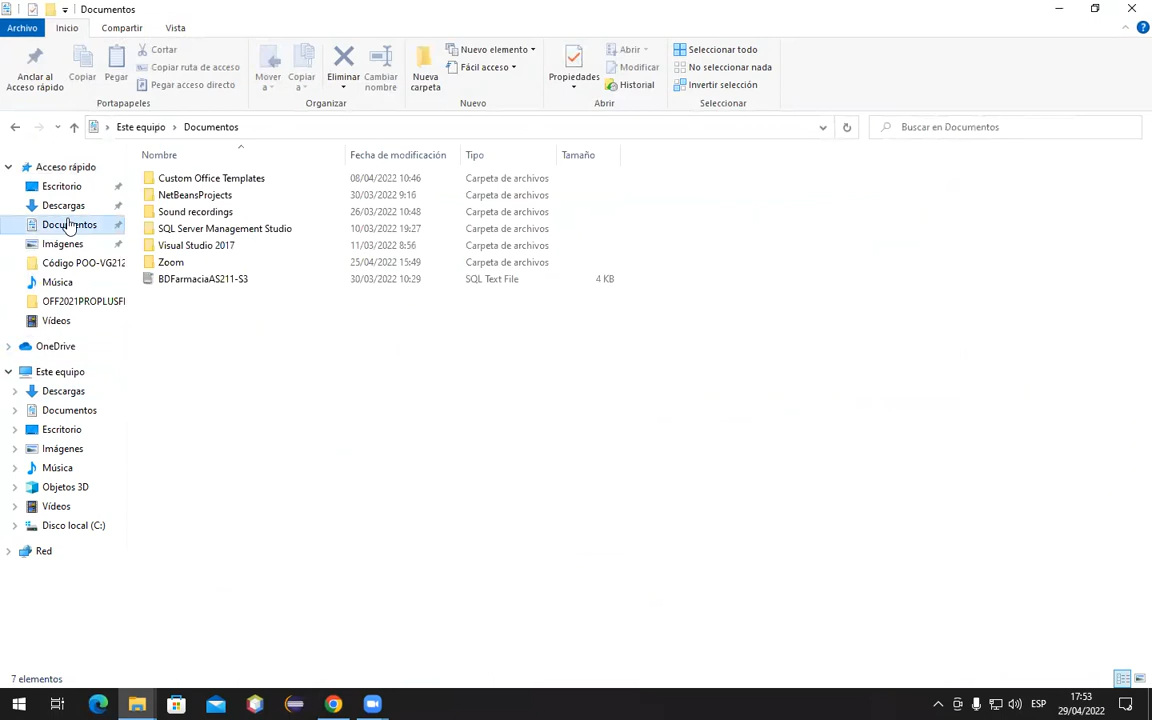 Documentos
Archivo Inicio Compartir Vista
Anclar al Acceso rápido
Copiar
Pegar
Cortar
Copiar ruta de acceso
Pegar acceso directo
Portapapeles
Mover a
Copiar a
Eliminar
Cambiar nombre
Organizar
Nueva carpeta
Nuevo elemento
Fácil acceso
Nuevo
Propiedades
Abrir
Modificar
Historial
Abrir
Seleccionar todo
No seleccionar nada
Invertir selección
Seleccionar
Este equipo > Documentos
Buscar en Documentos
Nombre Fecha de modificación Tipo Tamaño
Custom Office Templates 08/04/2022 10:46 Carpeta de archivos
NetBeansProjects 30/03/2022 9:16 Carpeta de archivos
Sound recordings 26/03/2022 10:48 Carpeta de archivos
SQL Server Management Studio 10/03/2022 19:27 Carpeta de archivos
Visual Studio 2017 11/03/2022 8:56 Carpeta de archivos
Zoom 25/04/2022 15:49 Carpeta de archivos
BDFarmaciaAS211-S3 30/03/2022 10:29 SQL Text File 4 KB
Acceso rápido
Escritorio
Descargas
Documentos
Imágenes
Código POO-VG212
Música
OFF2021PROPLUSF
Vídeos
OneDrive
Este equipo
Descargas
Documentos
Escritorio
Imágenes
Música
Objetos 3D
Vídeos
Disco local (C:)
Red
7 elementos
ESP
17:53
29/04/2022